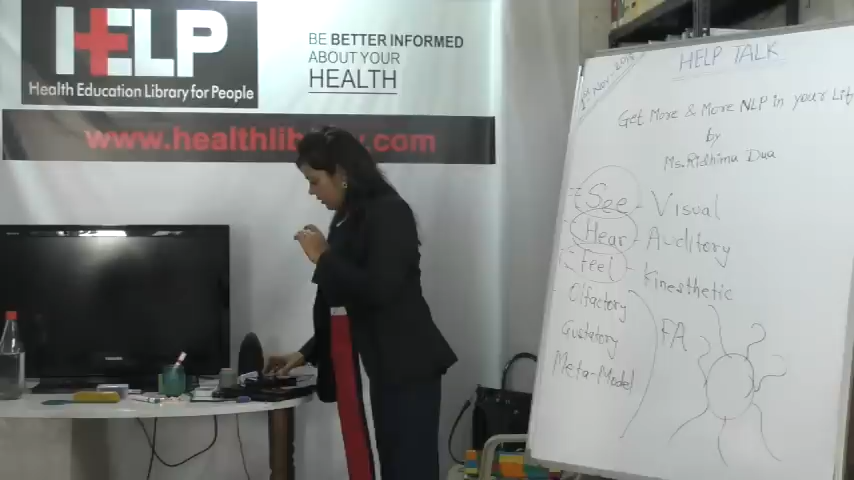 HELP
Health Education Library for People
BE BETTER INFORMED
ABOUT YOUR
HEALTH
www.healthlib y.com
HELP TALK
Get More & More NLP in your Lif
by
Ms. Ridhima Dua
See - Visual
Hear - Auditory
Feel - Kinesthetic
Olfactory
Gustatory
Meta-Model
FA